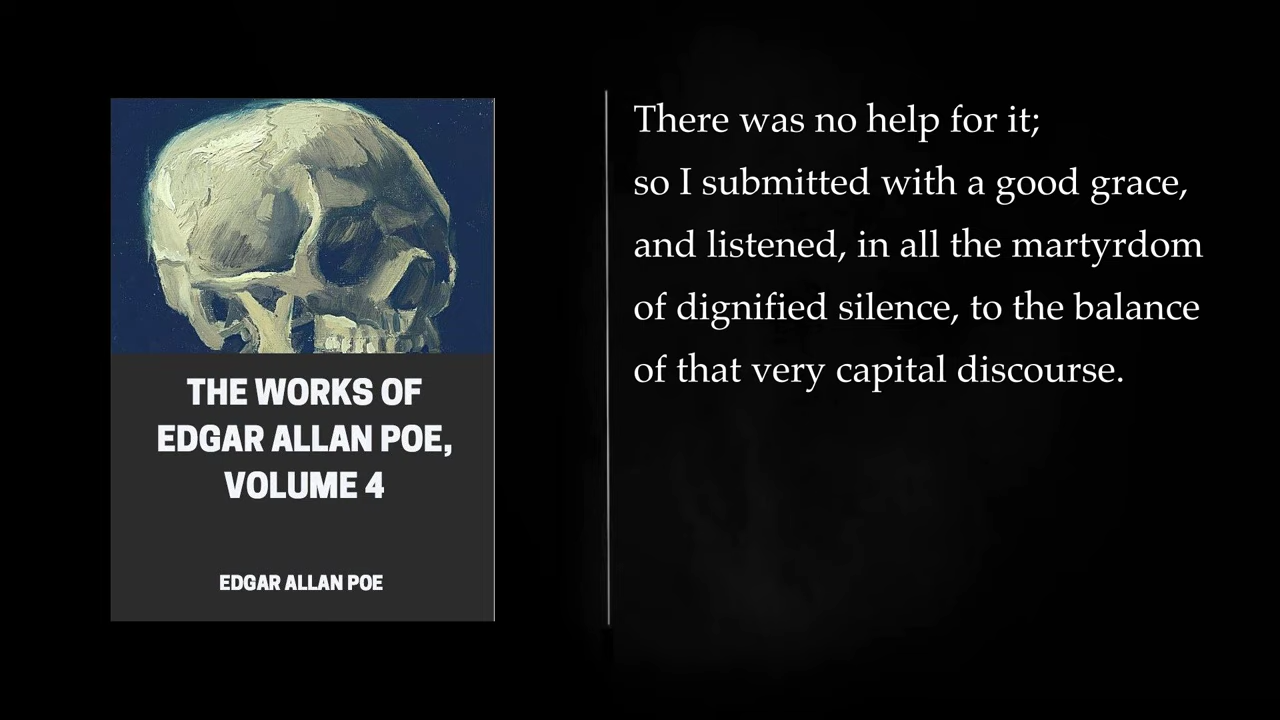 THE WORKS OF
EDGAR ALLAN POE,
VOLUME 4
EDGAR ALLAN POE
There was no help for it;
so I submitted with a good grace,
and listened, in all the martyrdom
of dignified silence, to the balance
of that very capital discourse.